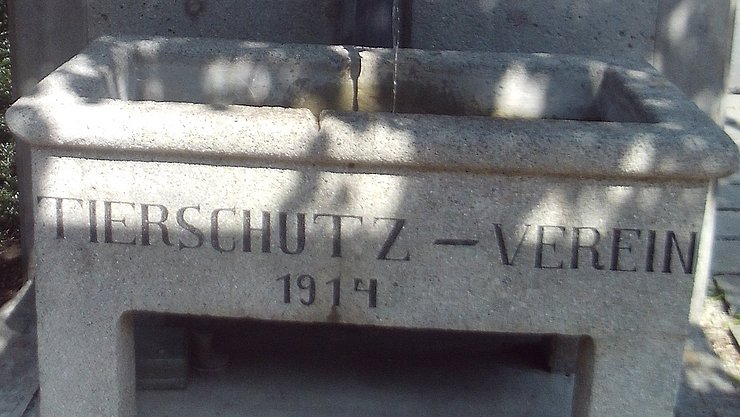 TIERSCHUTZ – VEREIN
1914